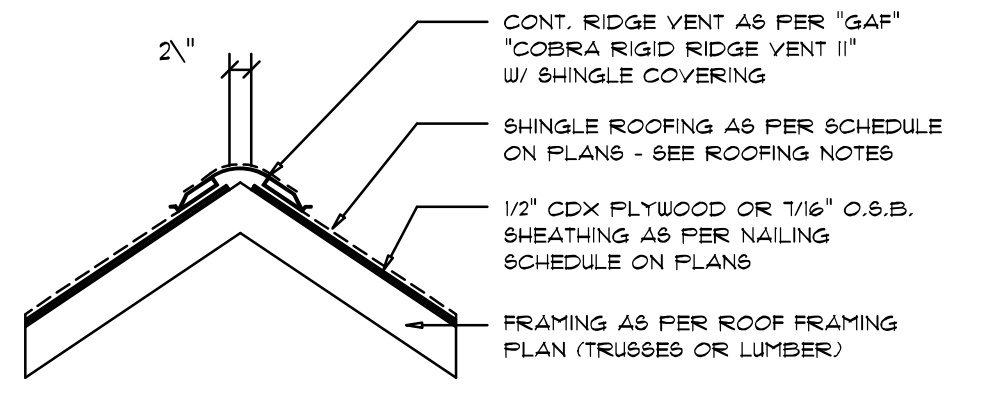 CONT. RIDGE VENT AS PER "GAF"
2\"
"COBRA RIGID RIDGE VENT II"
W/ SHINGLE COVERING
SHINGLE ROOFING AS PER SCHEDULE
ON PLANS - SEE ROOFING NOTES
1/2" CDX PLYWOOD OR 7/16" O.S.B.
SHEATHING AS PER NAILING
SCHEDULE ON PLANS
FRAMING AS PER ROOF FRAMING
PLAN (TRUSSES OR LUMBER)